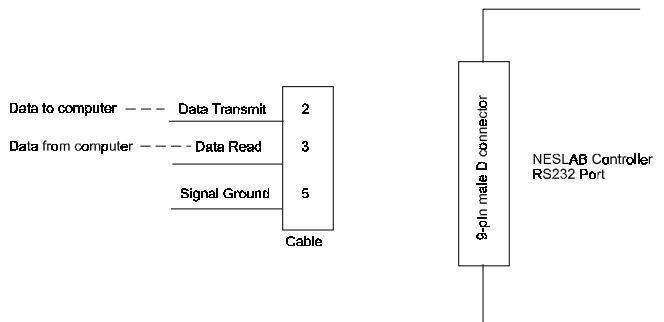 Data to computer Data Transmit 2
Data from computer Data Read 3
Signal Ground 5
Cable
9-pin male D connector
NESLAB Controller
RS232 Port